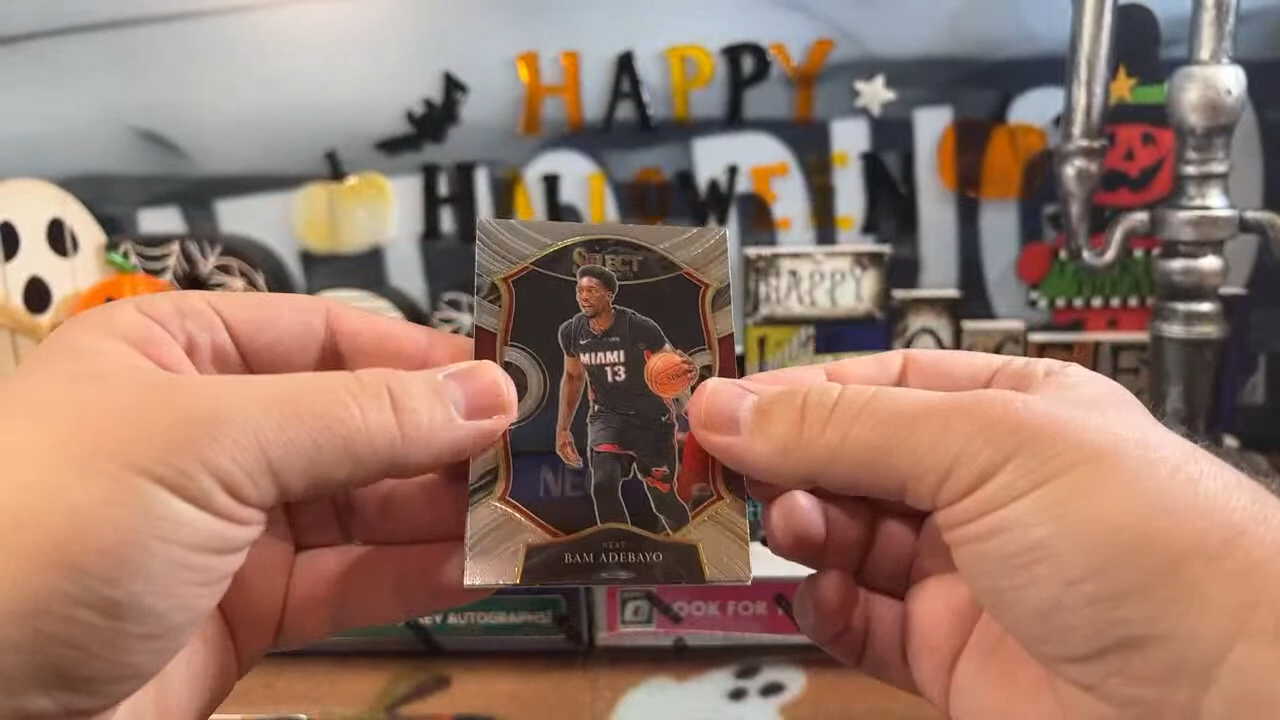 HAPPY
HALLOWEEN
HAPPY
SELECT
MIAMI
13
HEAT
BAM ADEBAYO
AUTOGRAPHS!
LOOK FOR